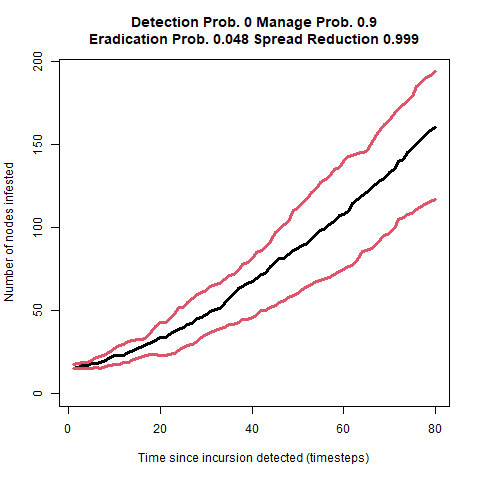 Detection Prob. 0 Manage Prob. 0.9
Eradication Prob. 0.048 Spread Reduction 0.999
Number of nodes infested
200
150
100
50
0
0 20 40 60 80
Time since incursion detected (timesteps)